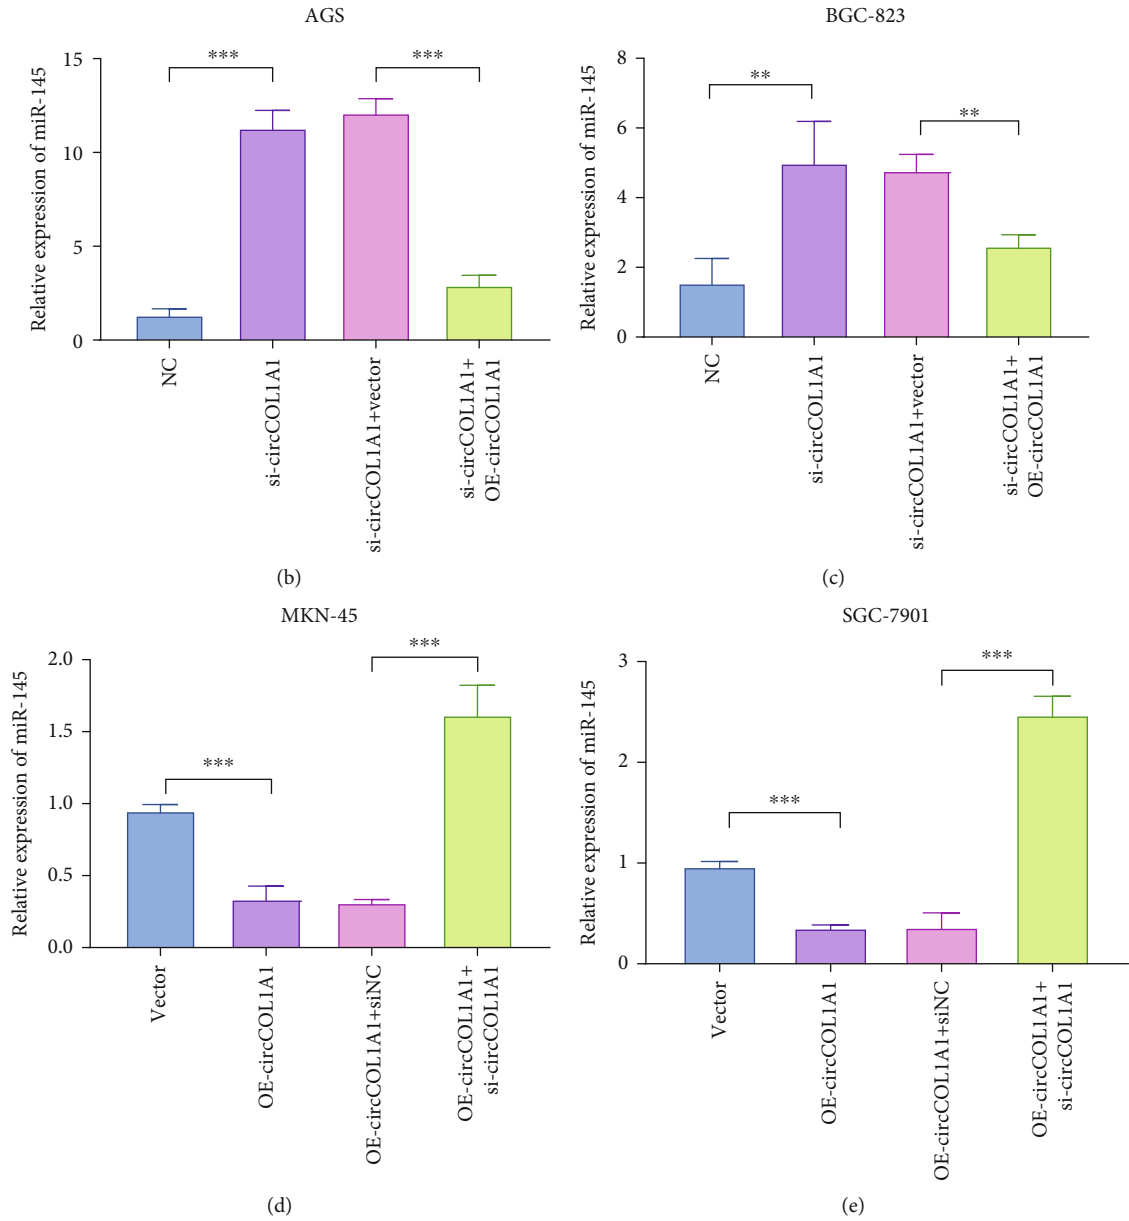 AGS
Relative expression of miR-145
15
10
5
0
***
***
NC
si-circCOL1A1
si-circCOL1A1+vector
si-circCOL1A1+
OE-circCOL1A1
(b)
BGC-823
Relative expression of miR-145
8
6
4
2
0
**
**
NC
si-circCOL1A1
si-circCOL1A1+vector
si-circCOL1A1+
OE-circCOL1A1
(c)
MKN-45
Relative expression of miR-145
2.0
1.5
1.0
0.5
0.0
***
***
Vector
OE-circCOL1A1
OE-circCOL1A1+siNC
OE-circCOL1A1+
si-circCOL1A1
(d)
SGC-7901
Relative expression of miR-145
3
2
1
0
***
***
Vector
OE-circCOL1A1
OE-circCOL1A1+siNC
OE-circCOL1A1+
si-circCOL1A1
(e)